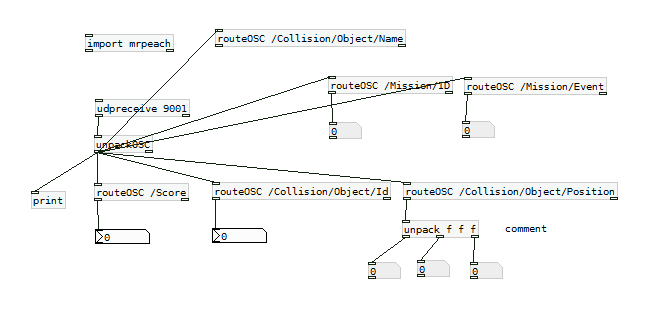 import mrpeach
routeOSC /Collision/Object/Name
routeOSC /Mission/ID
routeOSC /Mission/Event
udpreceive 9001
0
0
unpackOSC
print
routeOSC /Score
routeOSC /Collision/Object/Id
routeOSC /Collision/Object/Position
0
0
unpack f f f
comment
0
0
0